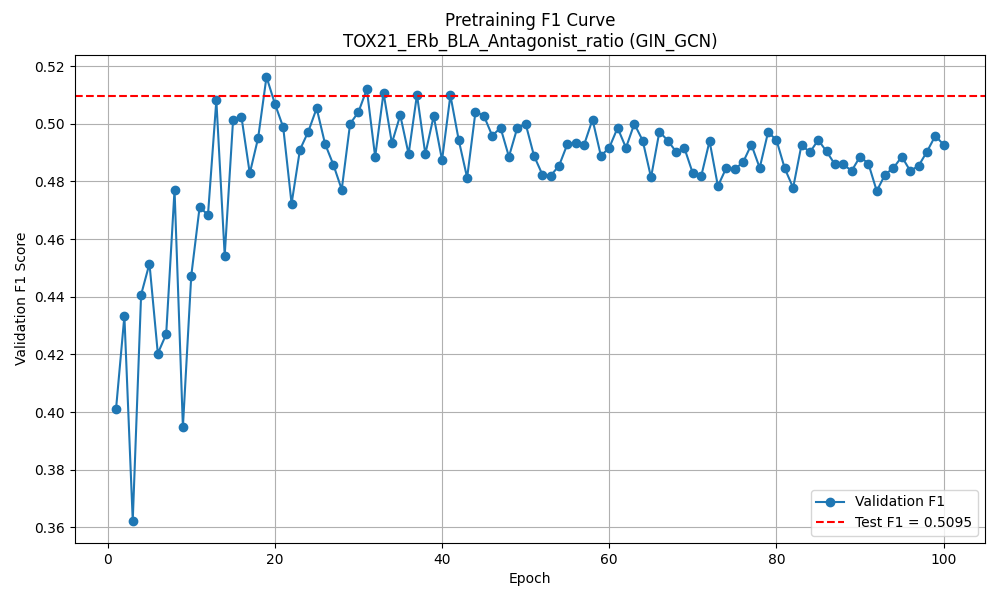 Pretraining F1 Curve
TOX21_ERb_BLA_Antagonist_ratio (GIN_GCN)
0.52
0.50
0.48
0.46
0.44
0.42
0.40
0.38
0.36
Validation F1 Score
Validation F1
Test F1 = 0.5095
0 20 40 60 80 100
Epoch